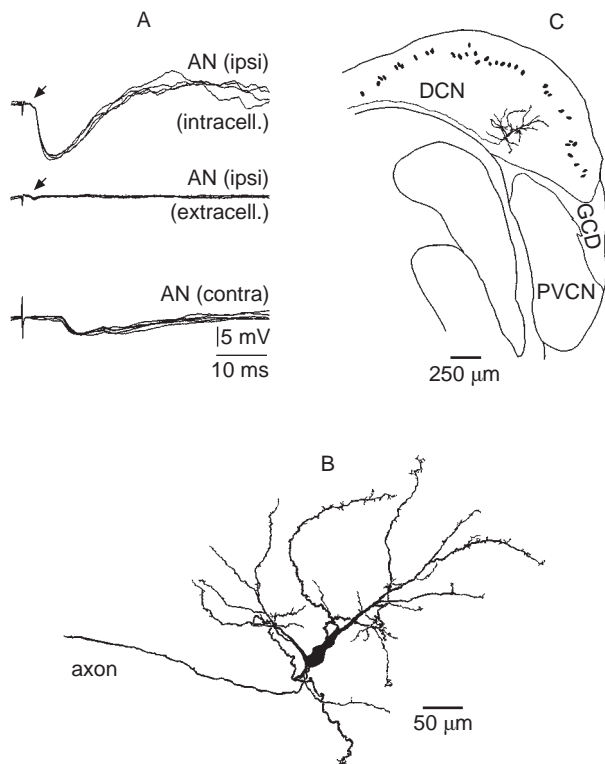 A
AN (ipsi)
(intracell.)
AN (ipsi)
(extracell.)
AN (contra)
5 mV
10 ms
C
DCN
GCD
PVCN
250 µm
B
axon
50 µm